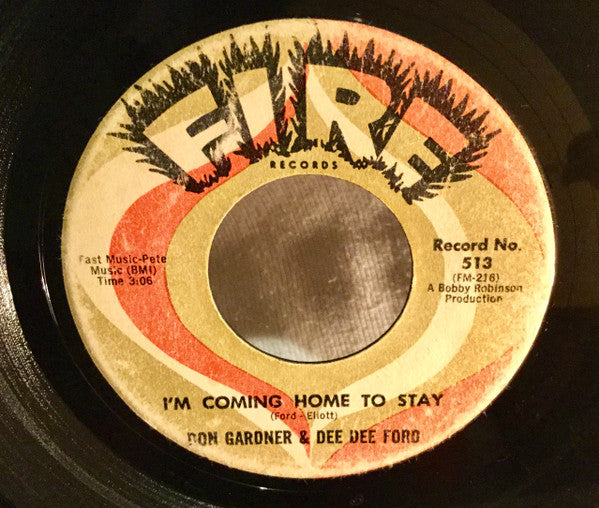 FIRE
RECORDS
Fast Music-Pete
Music (BMI)
Time 3:06
Record No.
513
(FM-216)
A Bobby Robinson
Production
I'M COMING HOME TO STAY
(Ford - Eliott)
DON GARDNER & DEE DEE FORD